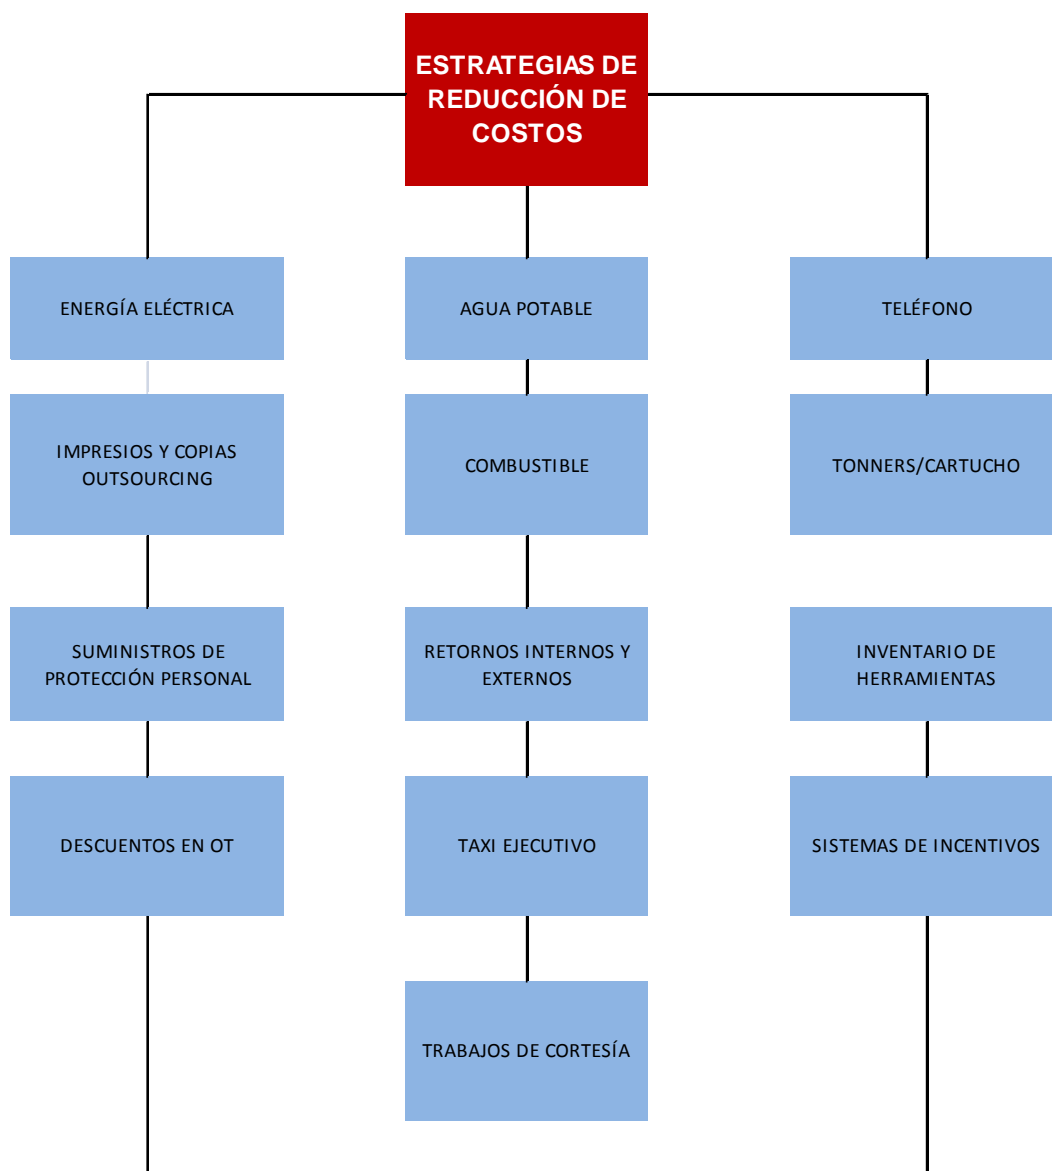 ESTRATEGIAS DE
REDUCCIÓN DE
COSTOS
ENERGÍA ELÉCTRICA
AGUA POTABLE
TELÉFONO
IMPRESIOS Y COPIAS
OUTSOURCING
COMBUSTIBLE
TONNERS/CARTUCHO
SUMINISTROS DE
PROTECCIÓN PERSONAL
RETORNOS INTERNOS Y
EXTERNOS
INVENTARIO DE
HERRAMIENTAS
DESCUENTOS EN OT
TAXI EJECUTIVO
SISTEMAS DE INCENTIVOS
TRABAJOS DE CORTESÍA